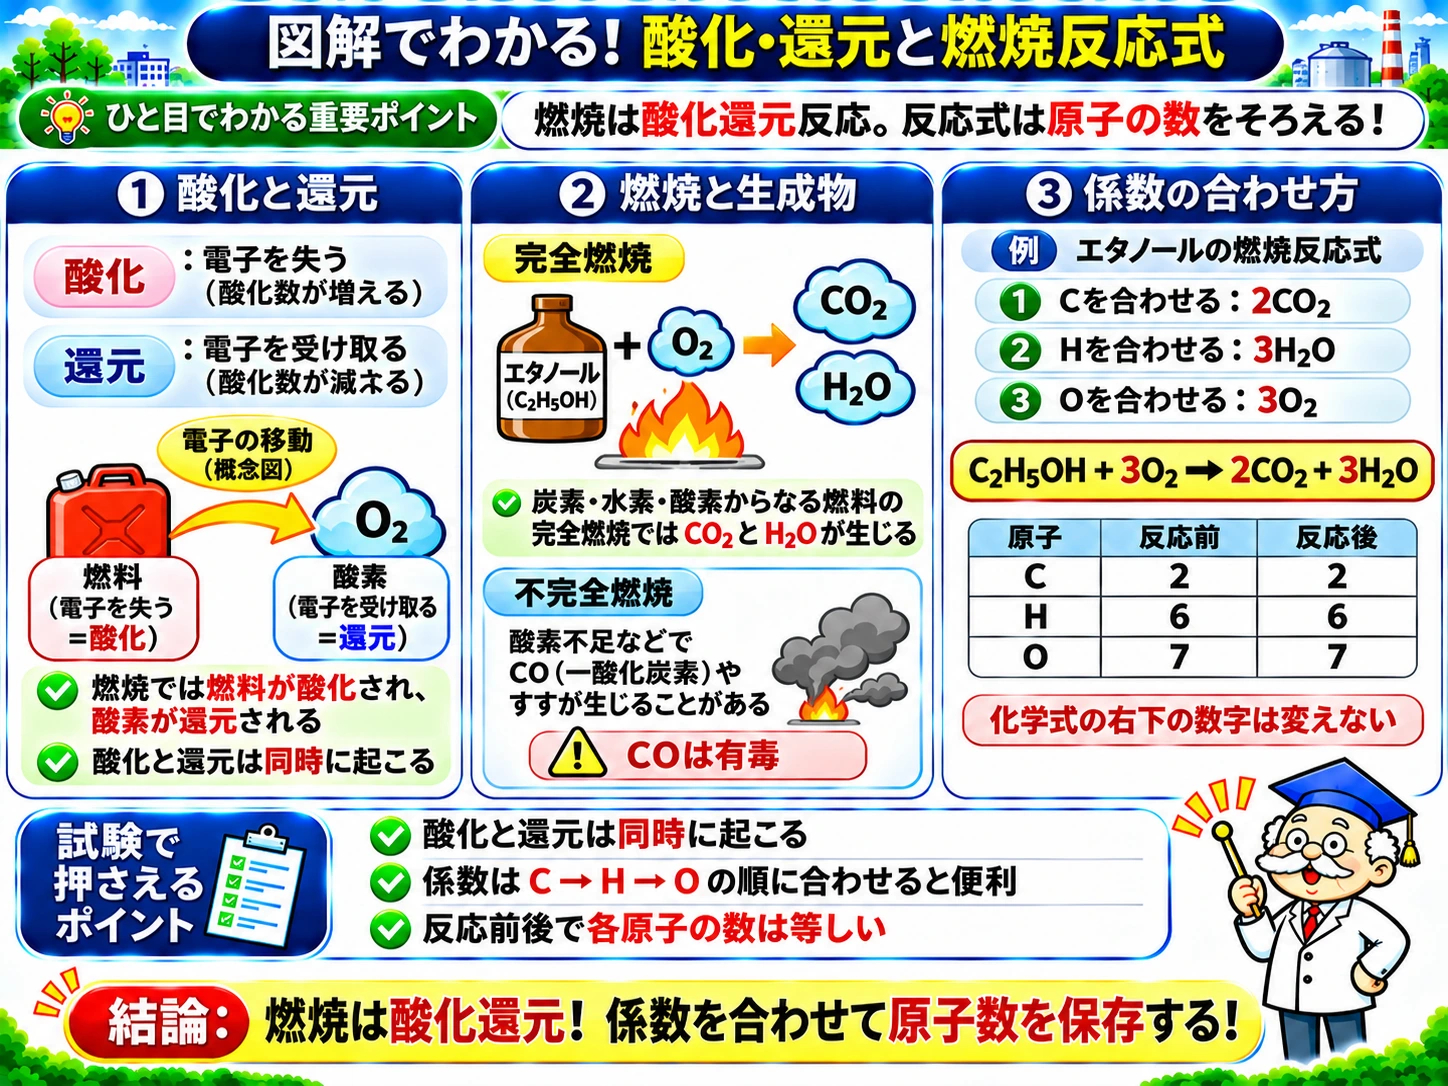 図解でわかる!酸化・還元と燃焼反応式
ひと目でわかる重要ポイント
燃焼は酸化還元反応。反応式は原子の数をそろえる!
1 酸化と還元
酸化:電子を失う
(酸化数が増える)
還元:電子を受け取る
(酸化数が減える)
電子の移動
(概念図)
O₂
燃料
(電子を失う
=酸化)
酸素
(電子を受け取る
=還元)
燃焼では燃料が酸化され、
酸素が還元される
酸化と還元は同時に起こる
2 燃焼と生成物
完全燃焼
エタノール
(C₂H₅OH)
+
O₂
CO₂
H₂O
炭素・水素・酸素からなる燃料の
完全燃焼ではCO₂とH₂Oが生じる
不完全燃焼
酸素不足などで
CO(一酸化炭素)や
すすが生じることがある
! COは有毒
3 係数の合わせ方
例 エタノールの燃焼反応式
1 Cを合わせる:2CO₂
2 Hを合わせる:3H₂O
3 Oを合わせる:3O₂
C₂H₅OH + 3O₂ → 2CO₂ + 3H₂O
原子 反応前 反応後
C 2 2
H 6 6
O 7 7
化学式の右下の数字は変えない
試験で
押さえる
ポイント
酸化と還元は同時に起こる
係数は C → H → O の順に合わせると便利
反応前後で各原子の数は等しい
結論: 燃焼は酸化還元! 係数を合わせて原子数を保存する!